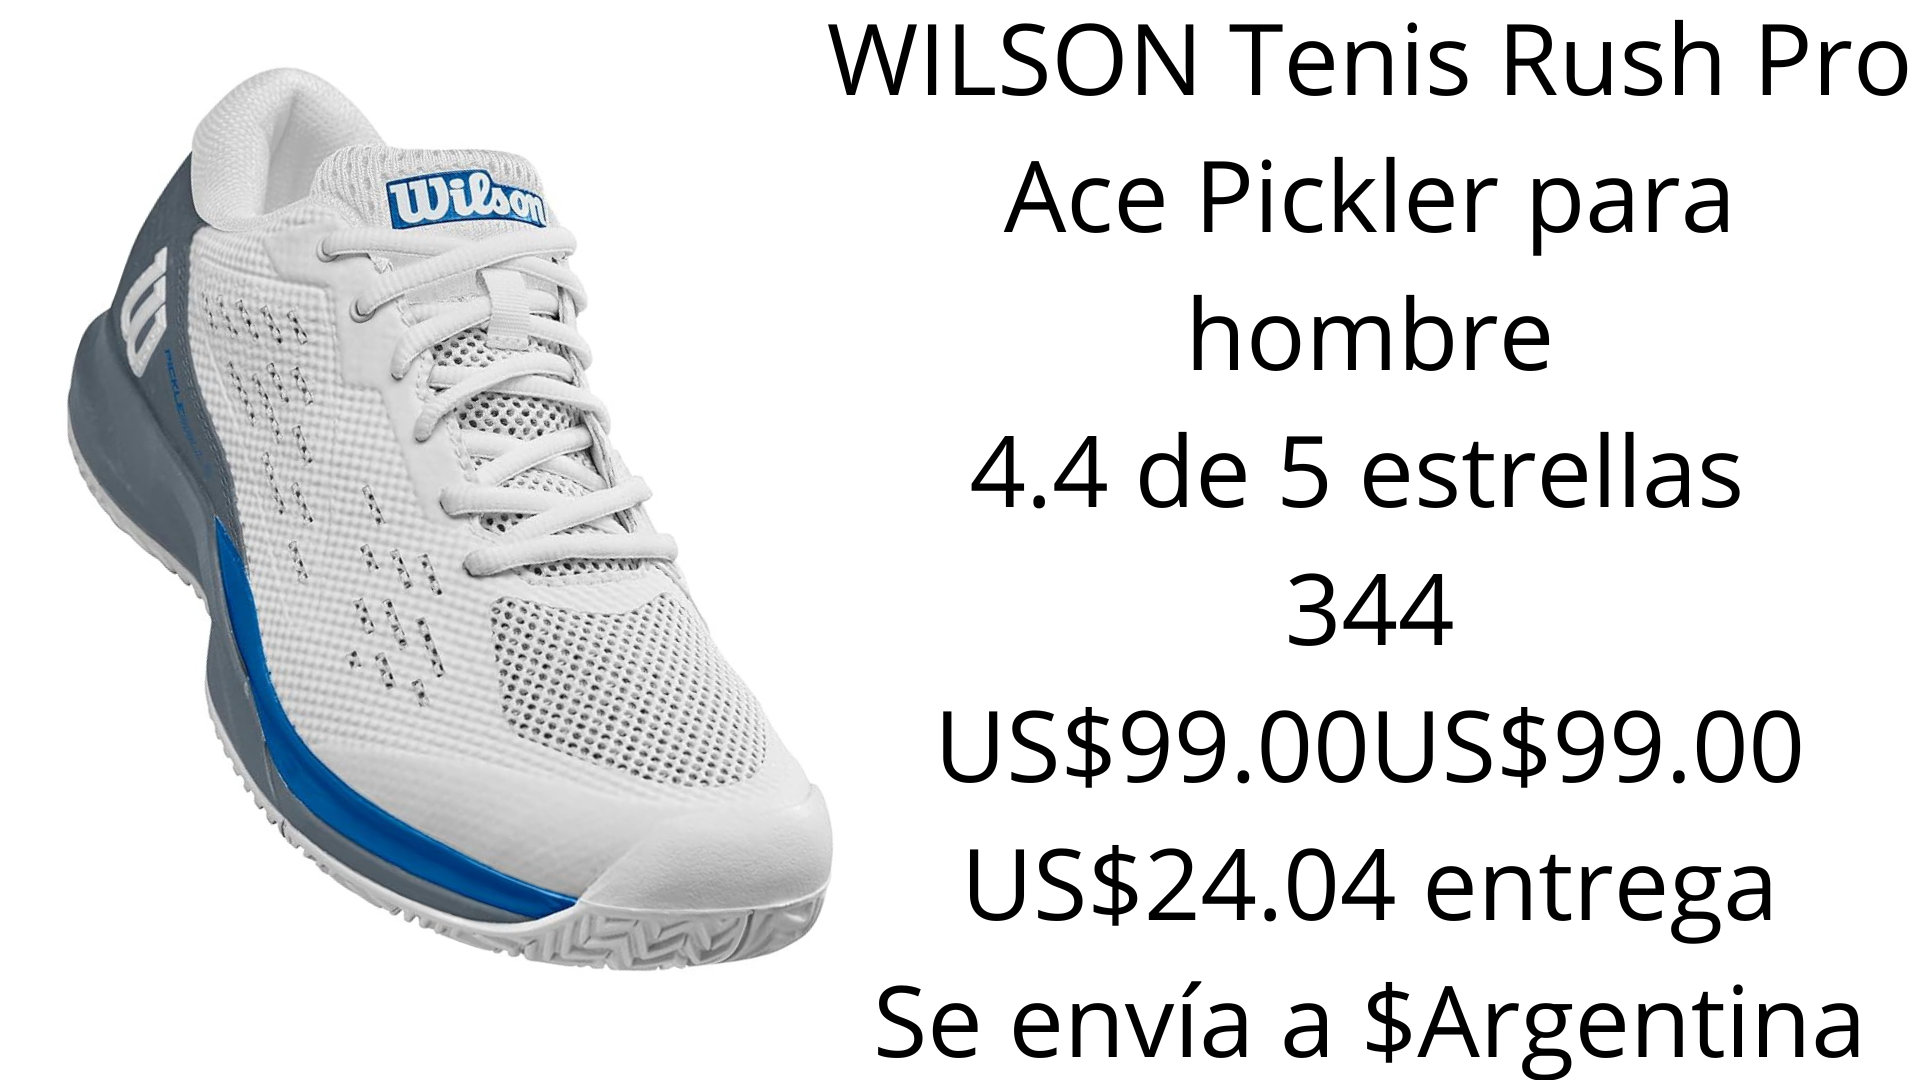 WILSON Tenis Rush Pro
Ace Pickler para
hombre
4.4 de 5 estrellas
344
US$99.00US$99.00
US$24.04 entrega
Se envía a $Argentina
Wilson
W